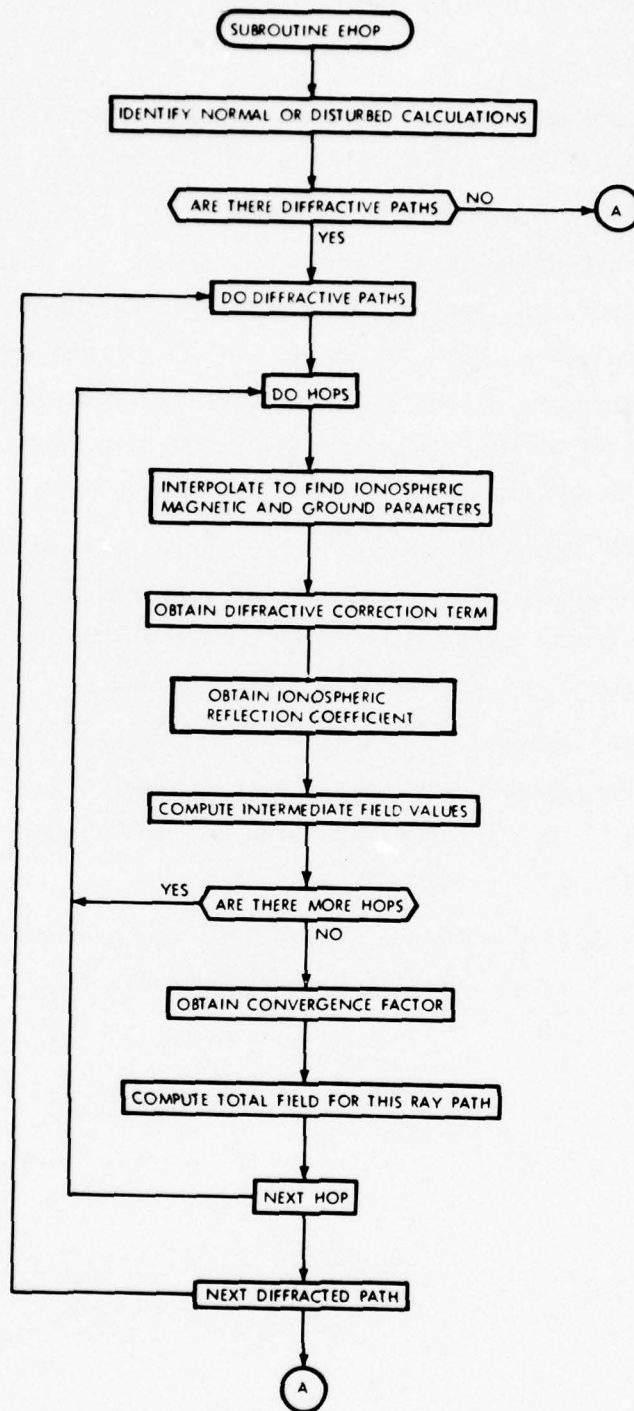 SUBROUTINE EHOP
IDENTIFY NORMAL OR DISTURBED CALCULATIONS
ARE THERE DIFFRACTIVE PATHS
NO
A
YES
DO DIFFRACTIVE PATHS
DO HOPS
INTERPOLATE TO FIND IONOSPHERIC
MAGNETIC AND GROUND PARAMETERS
OBTAIN DIFFRACTIVE CORRECTION TERM
OBTAIN IONOSPHERIC
REFLECTION COEFFICIENT
COMPUTE INTERMEDIATE FIELD VALUES
YES
ARE THERE MORE HOPS
NO
OBTAIN CONVERGENCE FACTOR
COMPUTE TOTAL FIELD FOR THIS RAY PATH
NEXT HOP
NEXT DIFFRACTED PATH
A